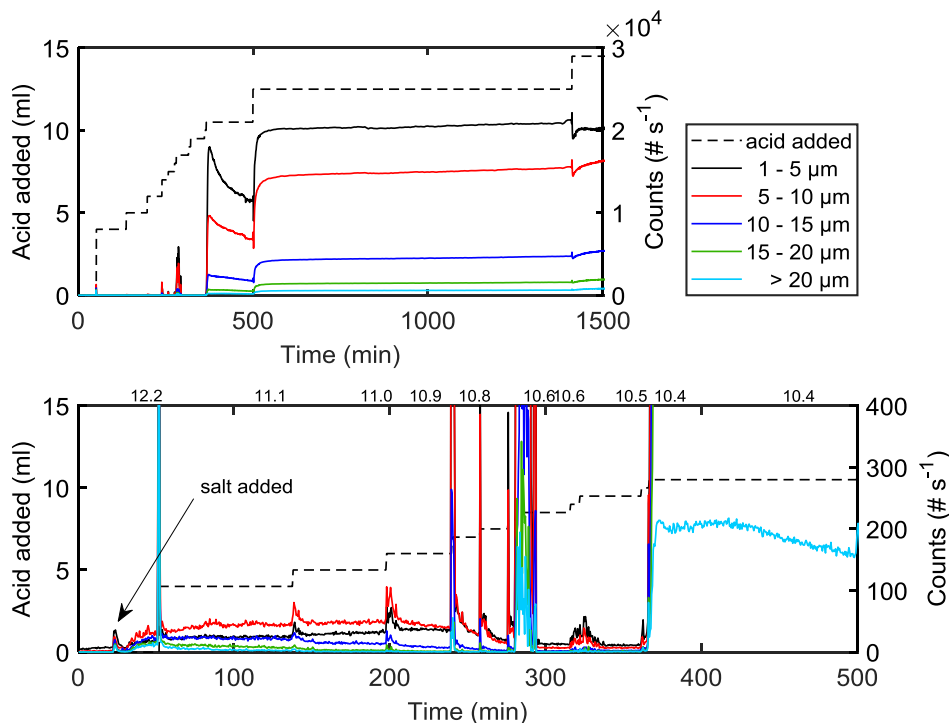 ×10⁴
15 3
10 2
5 1
0 0
0 500 1000 1500
Acid added (ml)
Counts (# s⁻¹)
Time (min)
acid added
1 - 5 µm
5 - 10 µm
10 - 15 µm
15 - 20 µm
> 20 µm
12.2 11.1 11.0 10.9 10.8 10.6 10.6 10.5 10.4 10.4
15 400
300
10
salt added
200
5
100
0 0
0 100 200 300 400 500
Acid added (ml)
Counts (# s⁻¹)
Time (min)